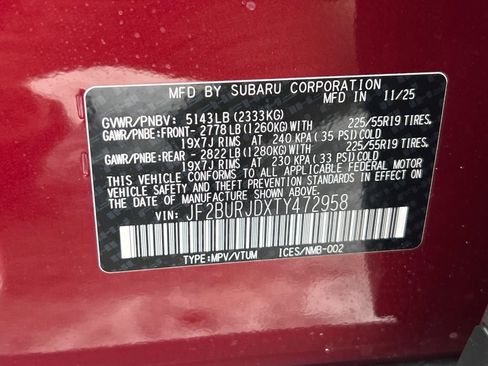 MFD BY SUBARU CORPORATION
MFD IN 11/25
GVWR/PNBV: 5143LB(2333KG)
GAWR/PNBE:FRONT-2778LB(1260KG)WITH 225/55R19 TIRES,
19X7J RIMS AT 240 KPA(35 PSI)COLD
GAWR/PNBE:REAR-2822LB(1280KG)WITH 225/55R19 TIRES,
19X7J RIMS AT 230 KPA(33 PSI)COLD
THIS VEHICLE CONFORMS TO ALL APPLICABLE FEDERAL MOTOR
VEHICLE SAFETY AND
STANDARDS IN EFFECT ON
THE DATE OF MANUFACTURE SHOWN ABOVE.
JF2BURJDXTY472958
TYPE:MPV/VTUM ICES/NMB-002